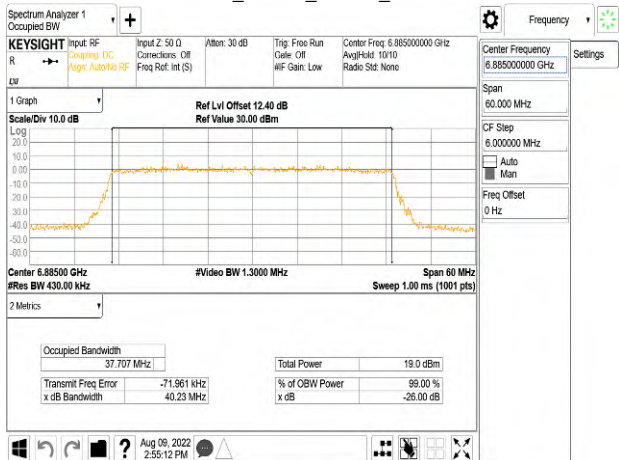 Spectrum Analyzer 1
Occupied BW
KEYSIGHT
R
Input: RF
Coupling: DC
Align: Auto/No RF
Input Z: 50 Ω
Corrections: Off
Freq Ref: Int (S)
Atten: 30 dB
Trig: Free Run
Gate: Off
#IF Gain: Low
Center Freq: 6.885000000 GHz
Avg|Hold: 10/10
Radio Std: None
1 Graph
Scale/Div 10.0 dB
Ref Lvl Offset 12.40 dB
Ref Value 30.00 dBm
Log
20.0
10.0
0.00
-10.0
-20.0
-30.0
-40.0
-50.0
-60.0
Center 6.88500 GHz
#Video BW 1.3000 MHz
Span 60 MHz
#Res BW 430.00 kHz
Sweep 1.00 ms (1001 pts)
2 Metrics
Occupied Bandwidth
37.707 MHz
Total Power 19.0 dBm
Transmit Freq Error -71.961 kHz
% of OBW Power 99.00 %
x dB Bandwidth 40.23 MHz
x dB -26.00 dB
Aug 09, 2022
2:55:12 PM
Frequency
Settings
Center Frequency
6.885000000 GHz
Span
60.000 MHz
CF Step
6.000000 MHz
Auto
Man
Freq Offset
0 Hz